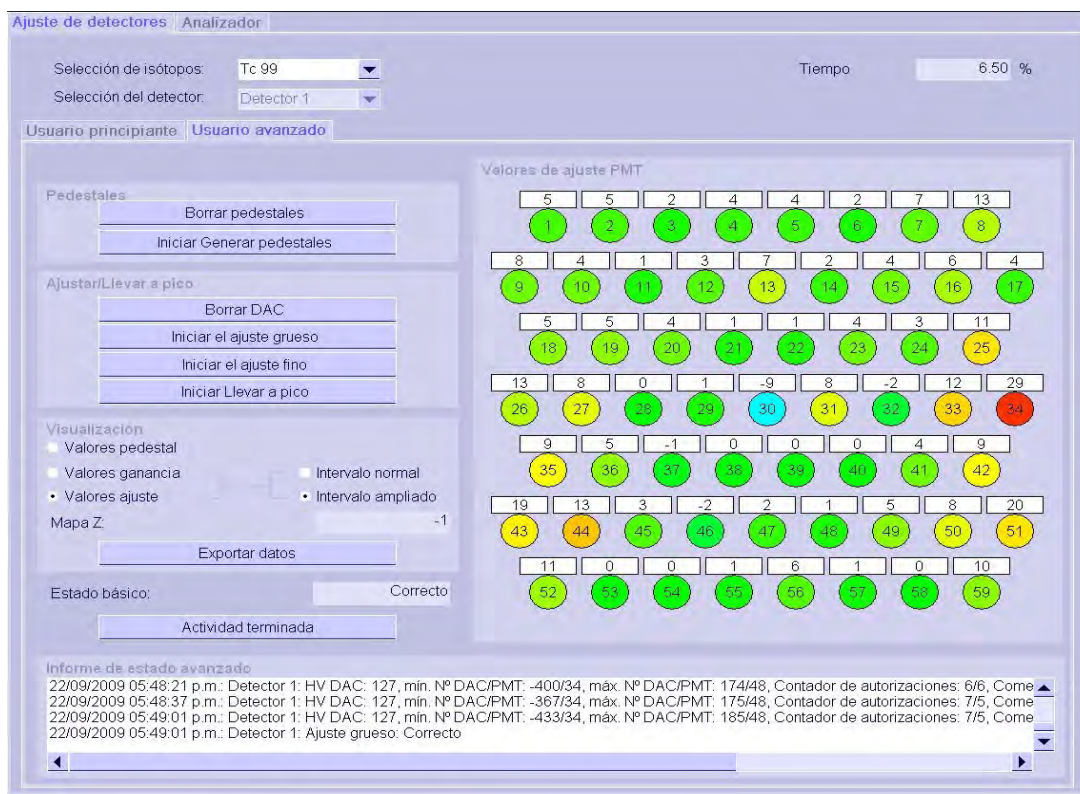 Ajuste de detectores Analizador
Selección de isótopos: Tc 99 Tiempo 6.50 %
Selección del detector: Detector 1
Usuario principiante Usuario avanzado
Valores de ajuste PMT
Pedestales
Borrar pedestales
Iniciar Generar pedestales
Ajustar/Llevar a pico
Borrar DAC
Iniciar el ajuste grueso
Iniciar el ajuste fino
Iniciar Llevar a pico
Visualización
Valores pedestal
Valores ganancia Intervalo normal
Valores ajuste Intervalo ampliado
Mapa Z: -1
Exportar datos
Estado básico: Correcto
Actividad terminada
5 5 2 4 4 2 7 13
1 2 3 4 5 6 7 8
8 4 1 3 7 2 4 6 4
9 10 11 12 13 14 15 16 17
5 5 4 1 1 4 3 11
18 19 20 21 22 23 24 25
13 8 0 1 -9 8 -2 12 29
26 27 28 29 30 31 32 33 34
9 5 -1 0 0 0 4 9
35 36 37 38 39 40 41 42
19 13 3 -2 2 1 5 8 20
43 44 45 46 47 48 49 50 51
11 0 0 1 6 1 0 10
52 53 54 55 56 57 58 59
Informe de estado avanzado
22/09/2009 05:48:21 p.m.: Detector 1: HV DAC: 127, mín. Nº DAC/PMT: -400/34, máx. Nº DAC/PMT: 174/48, Contador de autorizaciones: 6/6, Come
22/09/2009 05:48:37 p.m.: Detector 1: HV DAC: 127, mín. Nº DAC/PMT: -367/34, máx. Nº DAC/PMT: 175/48, Contador de autorizaciones: 7/5, Come
22/09/2009 05:49:01 p.m.: Detector 1: HV DAC: 127, mín. Nº DAC/PMT: -433/34, máx. Nº DAC/PMT: 185/48, Contador de autorizaciones: 7/5, Come
22/09/2009 05:49:01 p.m.: Detector 1: Ajuste grueso: Correcto